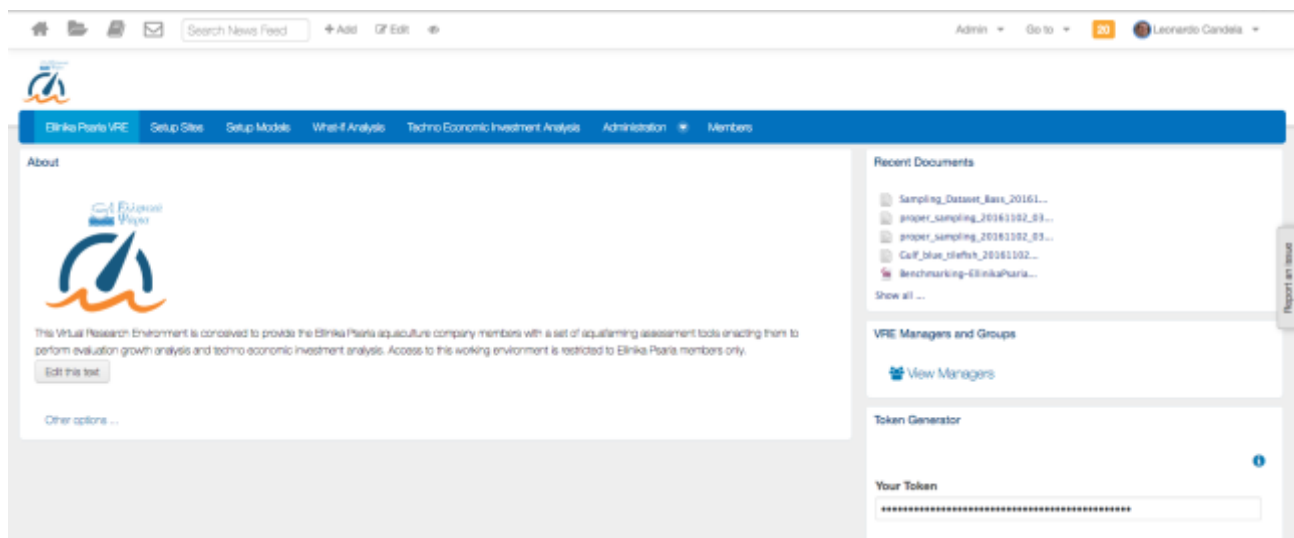 Search News Feed
Add
Edit
Admin
Go to
20
Leonardo Candela
Ellinika Psaria VRE
Setup Sites
Setup Models
What-If Analysis
Techno Economic Investment Analysis
Administration
Members
About
Ελληνικά
Ψάρια
This Virtual Research Environment is conceived to provide the Ellinika Psaria aquaculture company members with a set of aquafarming assessment tools enacting them to
perform evaluation growth analysis and techno economic investment analysis. Access to this working environment is restricted to Ellinika Psaria members only.
Edit this text
Other options ...
Recent Documents
Sampling_Dataset_Bass_20161...
proper_sampling_20161102_03...
proper_sampling_20161102_03...
Gulf_blue_tilefish_20161102...
Benchmarking-EllinikaPsaria...
Show all ...
VRE Managers and Groups
View Managers
Token Generator
Your Token
Report an issue